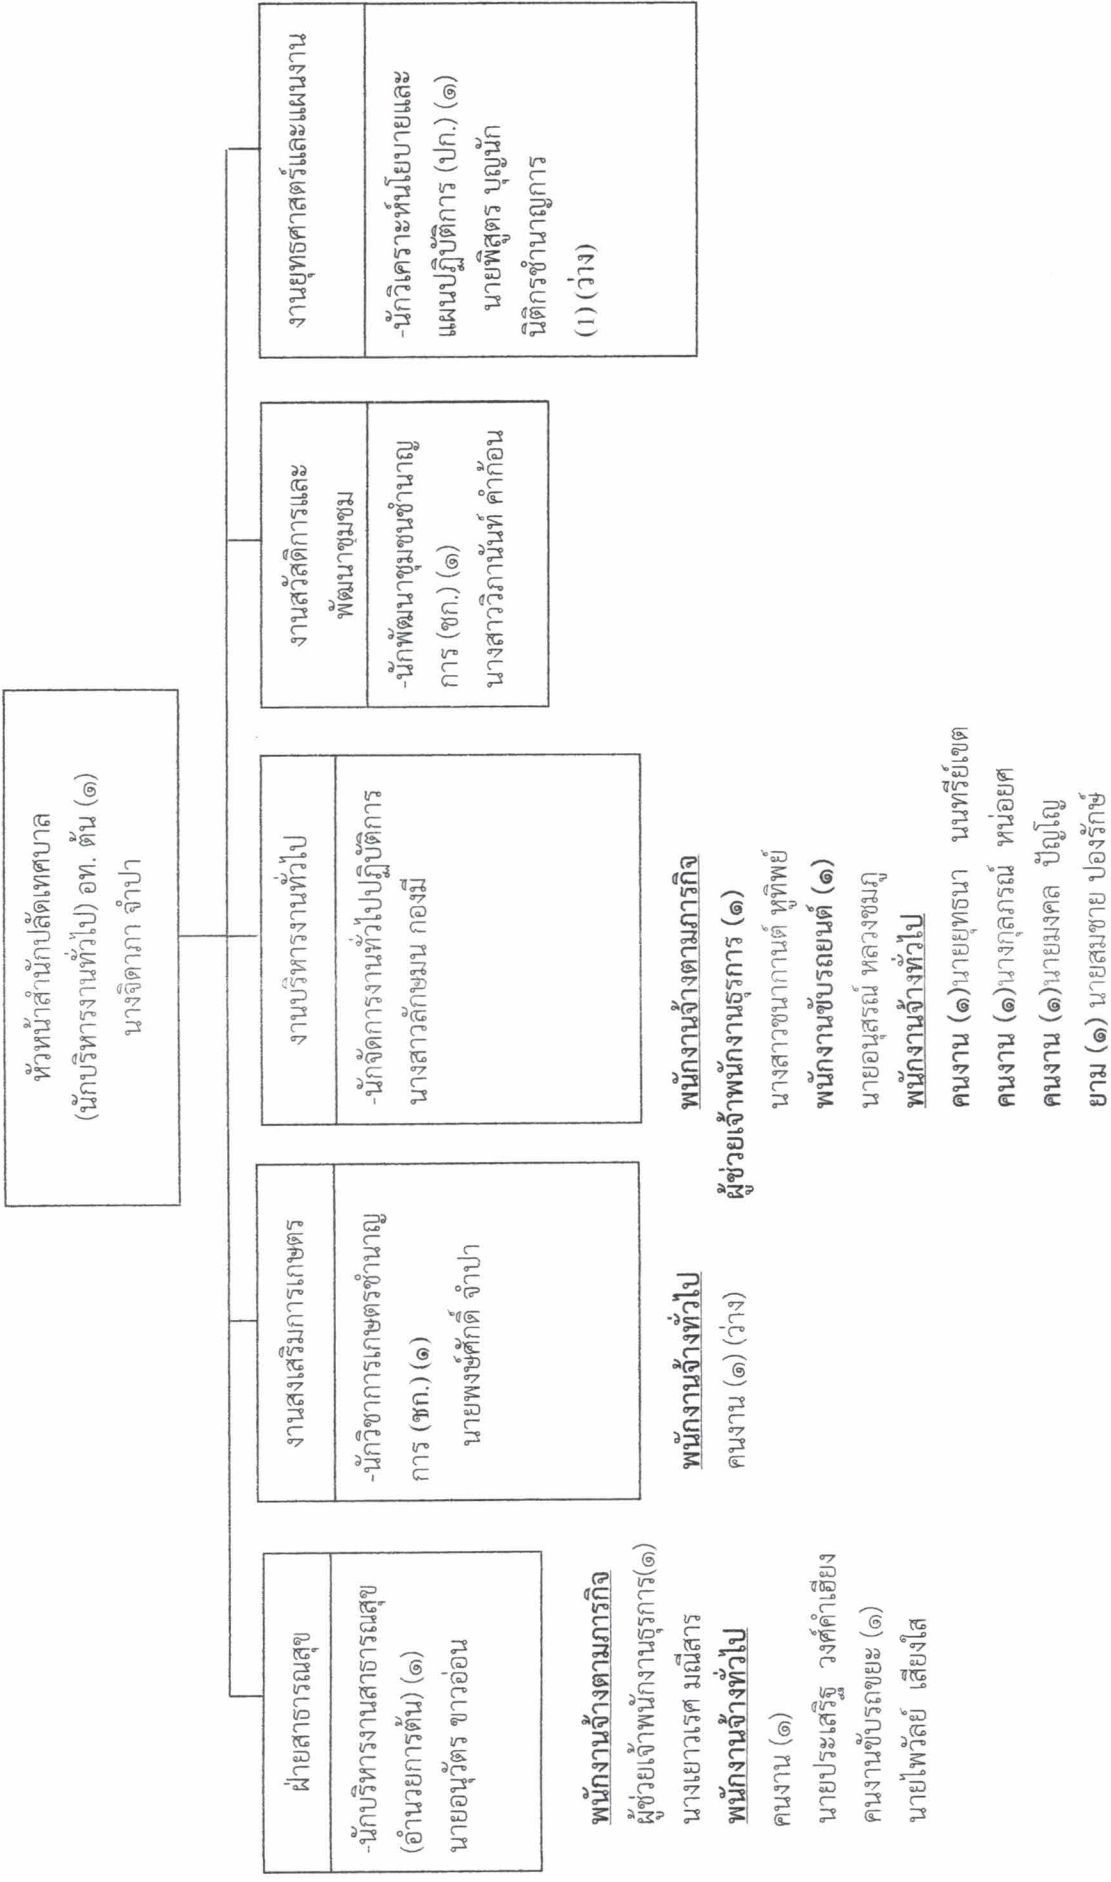 หัวหน้าสำนักปลัดเทศบาล
(นักบริหารงานทั่วไป) อท. ต้น (๑)
นางจิดาภา จำปา
ฝ่ายสาธารณสุข
-นักบริหารงานสาธารณสุข
(อำนวยการต้น) (๑)
นายอนุวัตร ขาวอ่อน
พนักงานจ้างตามภารกิจ
ผู้ช่วยเจ้าพนักงานธุรการ(๑)
นางเยาวเรศ มณีสาร
พนักงานจ้างทั่วไป
คนงาน (๑)
นายประเสริฐ วงศ์คำเฮียง
คนงานขับรถขยะ (๑)
นายไพวัลย์ เสียงใส
งานส่งเสริมการเกษตร
-นักวิชาการเกษตรชำนาญ
การ (ชก.) (๑)
นายพงษ์ศักดิ์ จำปา
พนักงานจ้างทั่วไป
คนงาน (๑) (ว่าง)
งานบริหารงานทั่วไป
-นักจัดการงานทั่วไปปฏิบัติการ
นางสาวลักษมน กองมี
พนักงานจ้างตามภารกิจ
ผู้ช่วยเจ้าพนักงานธุรการ (๑)
นางสาวชนากานต์ หูทิพย์
พนักงานขับรถยนต์ (๑)
นายอนุสรณ์ หลวงชมภู
พนักงานจ้างทั่วไป
คนงาน (๑)นายยุทธนา นนทรีย์เขต
คนงาน (๑)นางกุสภรณ์ หน่อยศ
คนงาน (๑)นายมงคล ปัญโญ
ยาม (๑) นายสมชาย ปองรักษ์
งานสวัสดิการและ
พัฒนาชุมชม
-นักพัฒนาชุมชนชำนาญ
การ (ชก.) (๑)
นางสาววิภานันท์ คำก้อน
งานยุทธศาสตร์และแผนงาน
-นักวิเคราะห์นโยบายและ
แผนปฏิบัติการ (ปก.) (๑)
นายพิสูตร บุญนัก
นิติกรชำนาญการ
(1) (ว่าง)